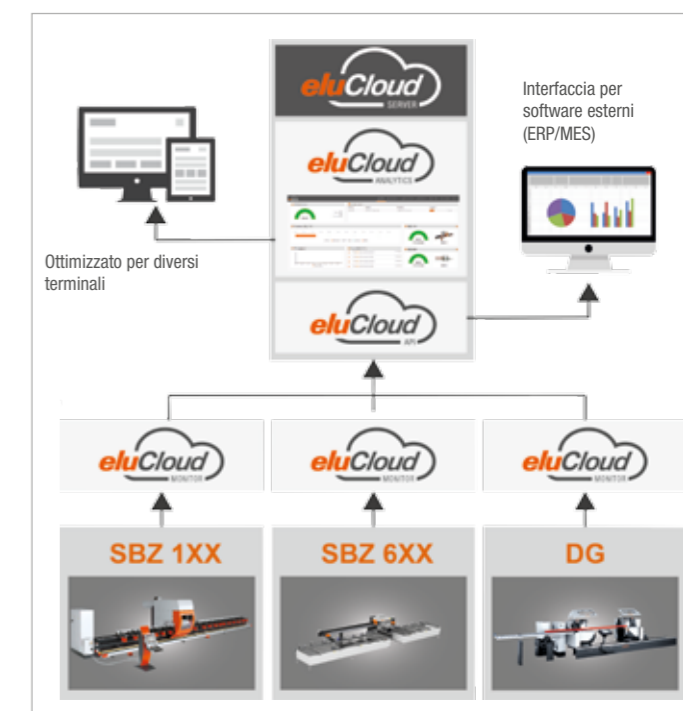 eluCloud
SERVER
Interfaccia per
software esterni
(ERP/MES)
eluCloud
ANALYTICS
Ottimizzato per diversi
terminali
eluCloud
API
eluCloud
MONITOR
eluCloud
MONITOR
eluCloud
MONITOR
SBZ 1XX
SBZ 6XX
DG